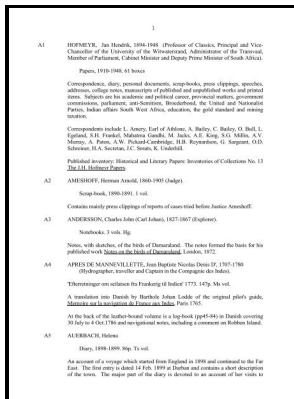 1
A1 HOFMEYR, Jan Hendrik, 1894-1948 (Professor of Classics, Principal and Vice-
Chancellor of the University of the Witwatersrand, Administrator of the Transvaal,
Member of Parliament, Cabinet Minister and Deputy Prime Minister of South Africa).
Papers, 1910-1948. 61 boxes
Correspondence, diary, personal documents, scrap-books, press clippings, speeches,
addresses, college notes, manuscripts of published and unpublished works and printed
items. Subjects are his academic and political career, provincial matters, government
commissions, parliament, anti-Semitism, Broederbond, the United and Nationalist
Parties, Indian affairs South West Africa, education, the gold standard and mining
taxation.
Correspondents include L. Amery, Earl of Athlone, A. Bailey, C. Bailey, O. Bull, L.
Egeland, S.H. Frankel, Mahatma Gandhi, M. Jacks, A.E. King, S.G. Millin, A.V.
Murray, A. Paton, A.W. Pickard-Cambridge, H.B. Reynardson, G. Sargeant, O.D.
Schreiner, H.A. Secretan, J.C. Smuts, K. Underhill.
Published inventory: Historical and Literary Papers: Inventories of Collections No. 13
The J.H. Hofmeyr Papers.
A2 AMESHOFF, Herman Arnold, 1860-1905 (Judge).
Scrap-book, 1890-1891. 1 vol.
Contains mainly press clippings of reports of cases tried before Justice Ameshoff.
A3 ANDERSSON, Charles John (Carl Johan), 1827-1867 (Explorer).
Notebooks. 3 vols. Hg.
Notes, with sketches, of the birds of Damaraland. The notes formed the basis for his
published work Notes on the birds of Damaraland, London, 1872.
A4 APRES DE MANNEVILLETTE, Jean Baptiste Nicolas Denis D', 1707-1780
(Hydrographer, traveller and Captain in the Compagnie des Indes).
'Efterretninger om seilatsen fra Frankerig til Indien' 1773. 147p. Ms vol.
A translation into Danish by Barthole Johan Lodde of the original pilot's guide,
Memoire sur la navigation de France aux Indes, Paris 1765.
At the back of the leather-bound volume is a log-book (pp45-84) in Danish covering
30 July to 4 Oct.1786 and navigational notes, including a comment on Robben Island.
A5 AUERBACH, Helena
Diary, 1898-1899. 86p. Ts vol.
An account of a voyage which started from England in 1898 and continued to the Far
East. The first entry is dated 14 Feb. 1899 at Durban and contains a short description
of the town. The major part of the diary is devoted to an account of her visits to